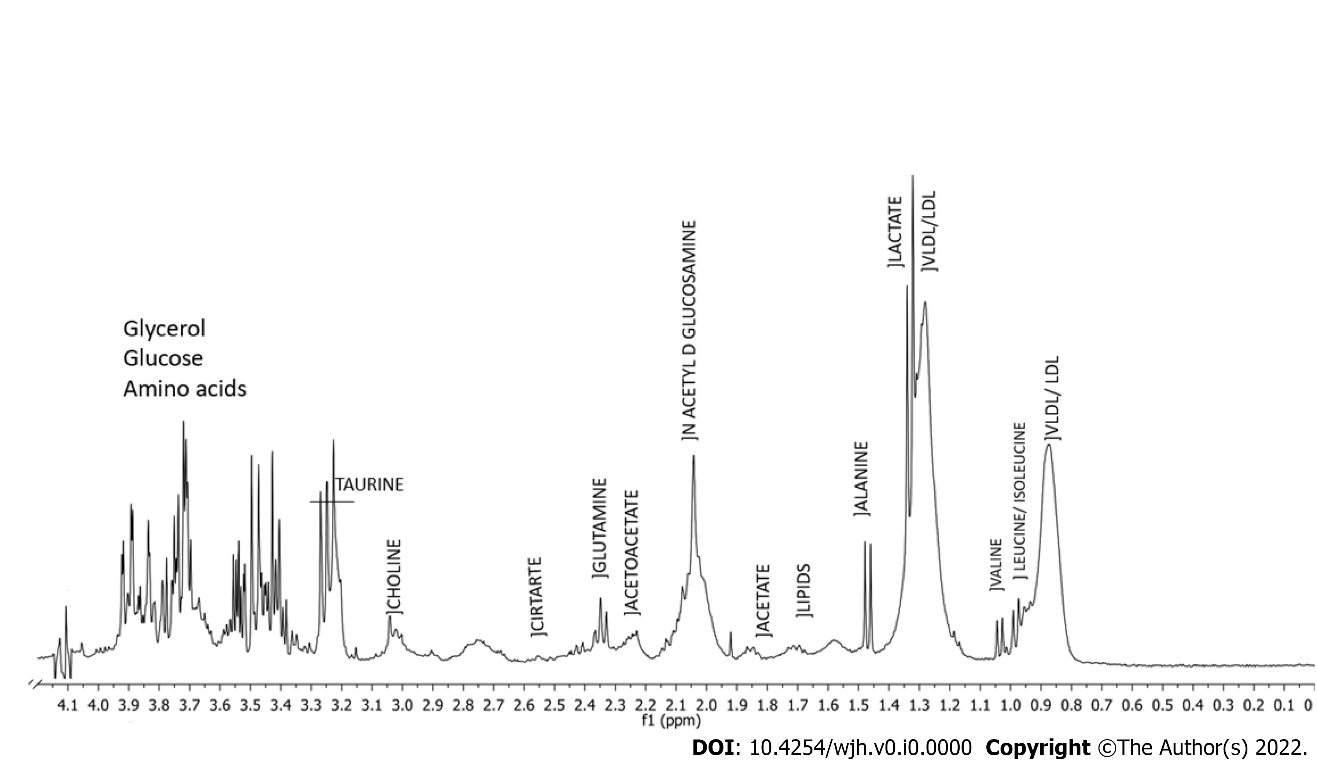 Glycerol
Glucose
Amino acids
TAURINE
]CHOLINE
]CIRTARTE
]GLUTAMINE
]ACETOACETATE
]N ACETYL D GLUCOSAMINE
]ACETATE
]LIPIDS
]ALANINE
]LACTATE
]VLDL/LDL
]VALINE
] LEUCINE/ ISOLEUCINE
]VLDL/ LDL
4.1 4.0 3.9 3.8 3.7 3.6 3.5 3.4 3.3 3.2 3.1 3.0 2.9 2.8 2.7 2.6 2.5 2.4 2.3 2.2 2.1 2.0 1.9 1.8 1.7 1.6 1.5 1.4 1.3 1.2 1.1 1.0 0.9 0.8 0.7 0.6 0.5 0.4 0.3 0.2 0.1 0
f1 (ppm)
DOI: 10.4254/wjh.v0.i0.0000 Copyright ©The Author(s) 2022.